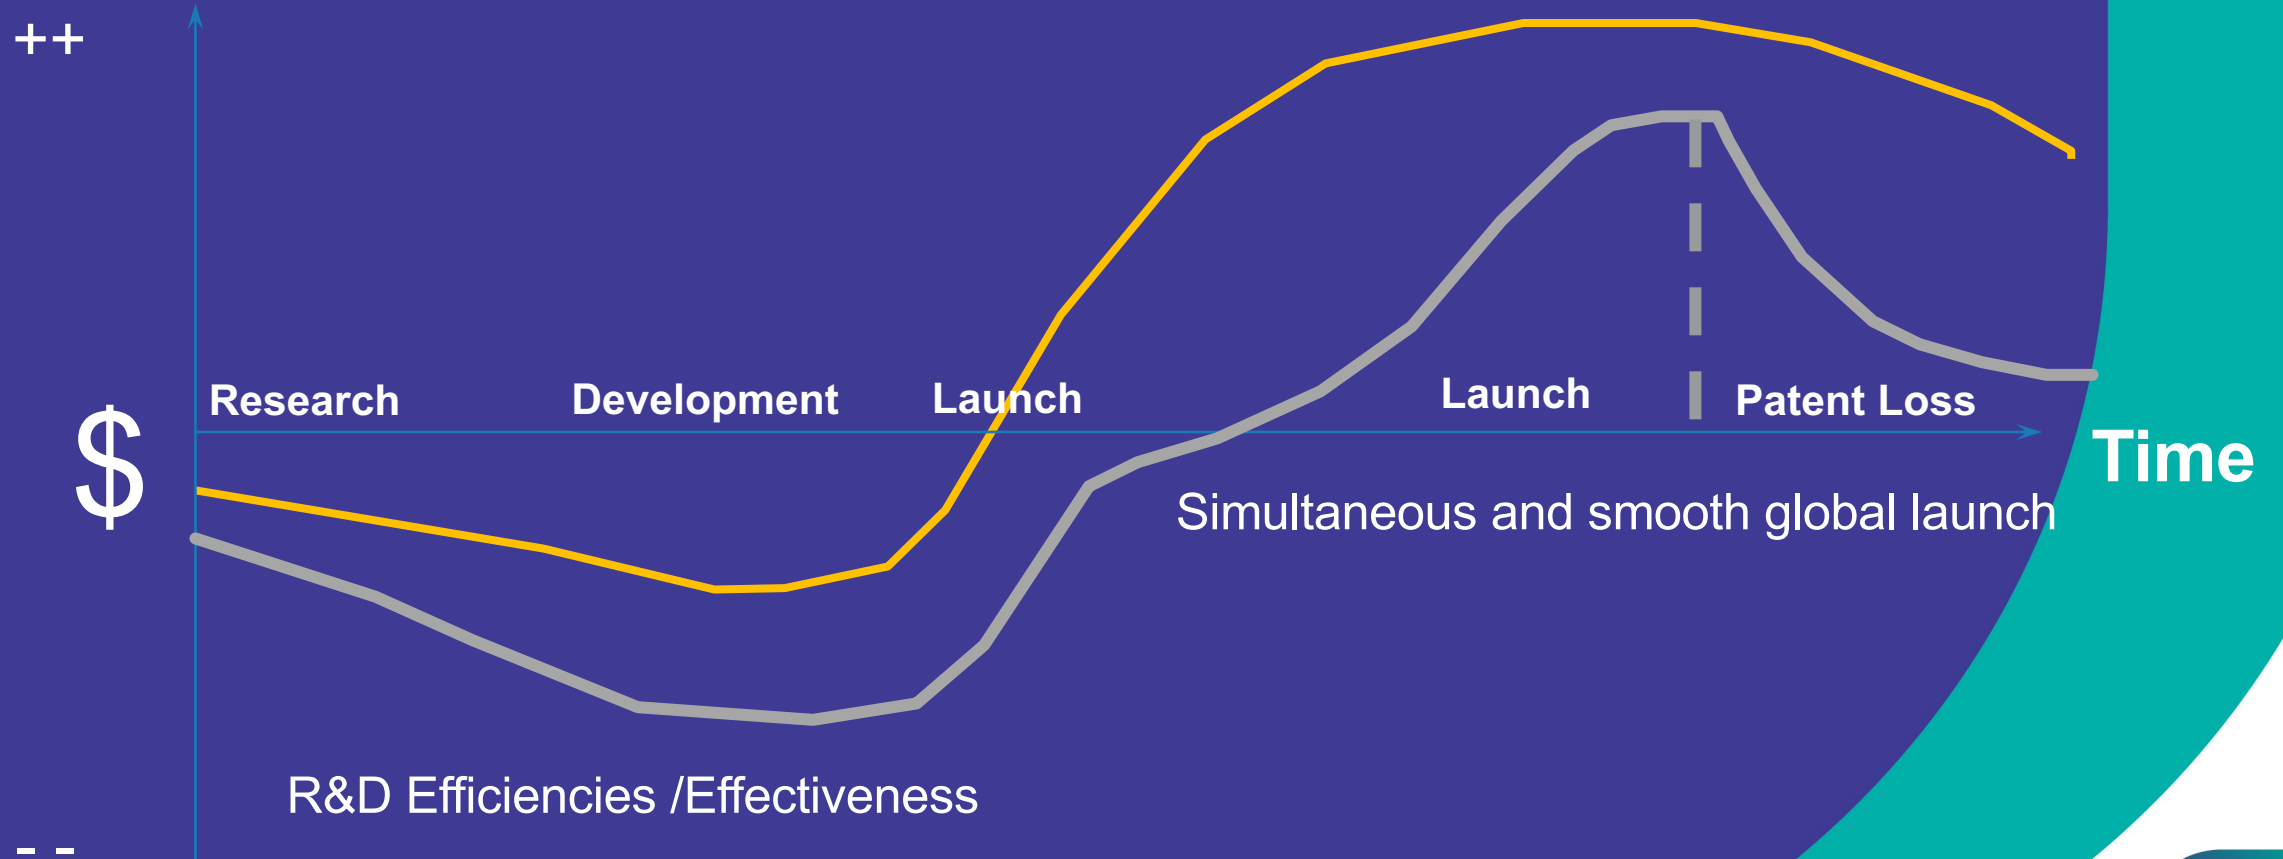 ++
Research
Development
Launch
Launch
Patent Loss
$
Time
Simultaneous and smooth global launch
R&D Efficiencies /Effectiveness
- -